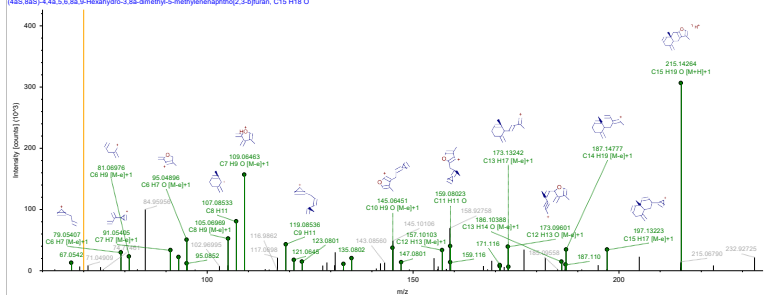 (4aS,8aS)-4,4a,5,6,8a,9-Hexahydro-3,8a-dimethyl-5-methylenenaphtho[2,3-b]furan, C15 H18 O
400
300
200
100
0
Intensity [counts] (10^3)
215.14264
C15 H19 O [M+H]+1
109.06463
C7 H9 O [M-e]+1
173.13242
C13 H17 [M-e]+1
187.14777
C14 H19 [M-e]+1
81.06976
C6 H9 [M-e]+1
95.04896
C6 H7 O [M-e]+1
107.08533
C8 H11
159.08023
C11 H11 O
84.95959
145.06451
C10 H9 O [M-e]+1
158.92758
79.05407
C6 H7 [M-e]+1
91.05405
C7 H7 [M-e]+1
105.06969
C8 H9 [M-e]+1
119.08536
C9 H11
145.10106
157.10103
C12 H13 [M-e]+1
186.10388
C13 H14 O [M-e]+1
173.09601
C12 H13 O [M-e]+1
197.13223
C15 H17 [M-e]+1
67.0542
71.04909
95.0852
102.96995
116.9862
117.0698
121.0645
123.0801
135.0802
143.08560
147.0801
159.116
171.116
187.110
215.96790
232.92725
100
150
200
m/z